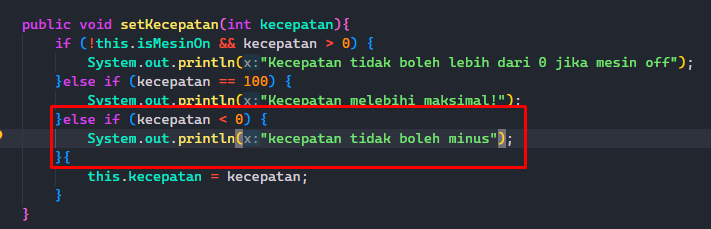 public void setKecepatan(int kecepatan){
if (!this.isMesinOn && kecepatan > 0) {
System.out.println(x:"Kecepatan tidak boleh lebih dari 0 jika mesin off");
}else if (kecepatan == 100) {
System.out.println(x:"Kecepatan melebihi maksimal!");
}else if (kecepatan < 0) {
System.out.println(x:"kecepatan tidak boleh minus");
}{
this.kecepatan = kecepatan;
}
}